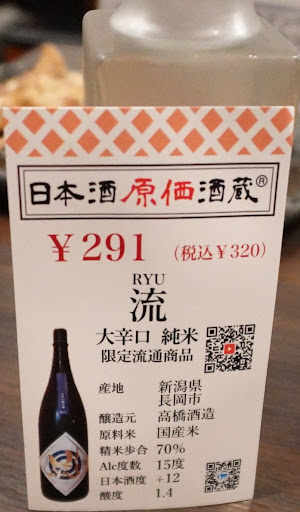 日本酒原価酒蔵®
¥291 (税込¥320)
RYU
流
大辛口 純米
限定流通商品
産地 新潟県
長岡市
醸造元 高橋酒造
原料米 国産米
精米歩合 70%
Alc度数 15度
日本酒度 +12
酸度 1.4